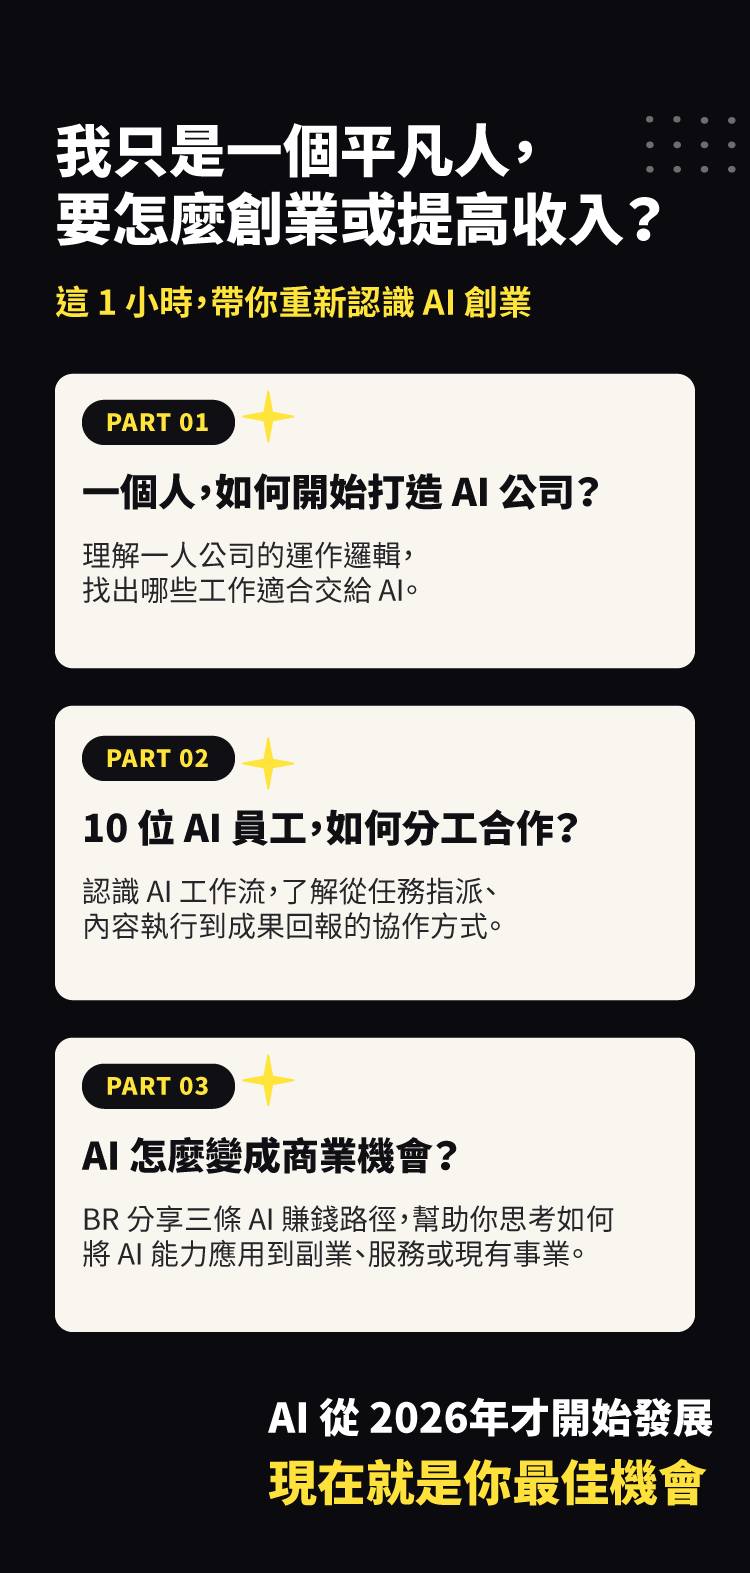 我只是一個平凡人，
要怎麼創業或提高收入？
這 1 小時，帶你重新認識 AI 創業
PART 01
一個人，如何開始打造 AI 公司？
理解一人公司的運作邏輯，
找出哪些工作適合交給 AI。
PART 02
10 位 AI 員工，如何分工合作？
認識 AI 工作流，了解從任務指派、
內容執行到成果回報的協作方式。
PART 03
AI 怎麼變成商業機會？
BR 分享三條 AI 賺錢路徑，幫助你思考如何
將 AI 能力應用到副業、服務或現有事業。
AI 從 2026年才開始發展
現在就是你最佳機會